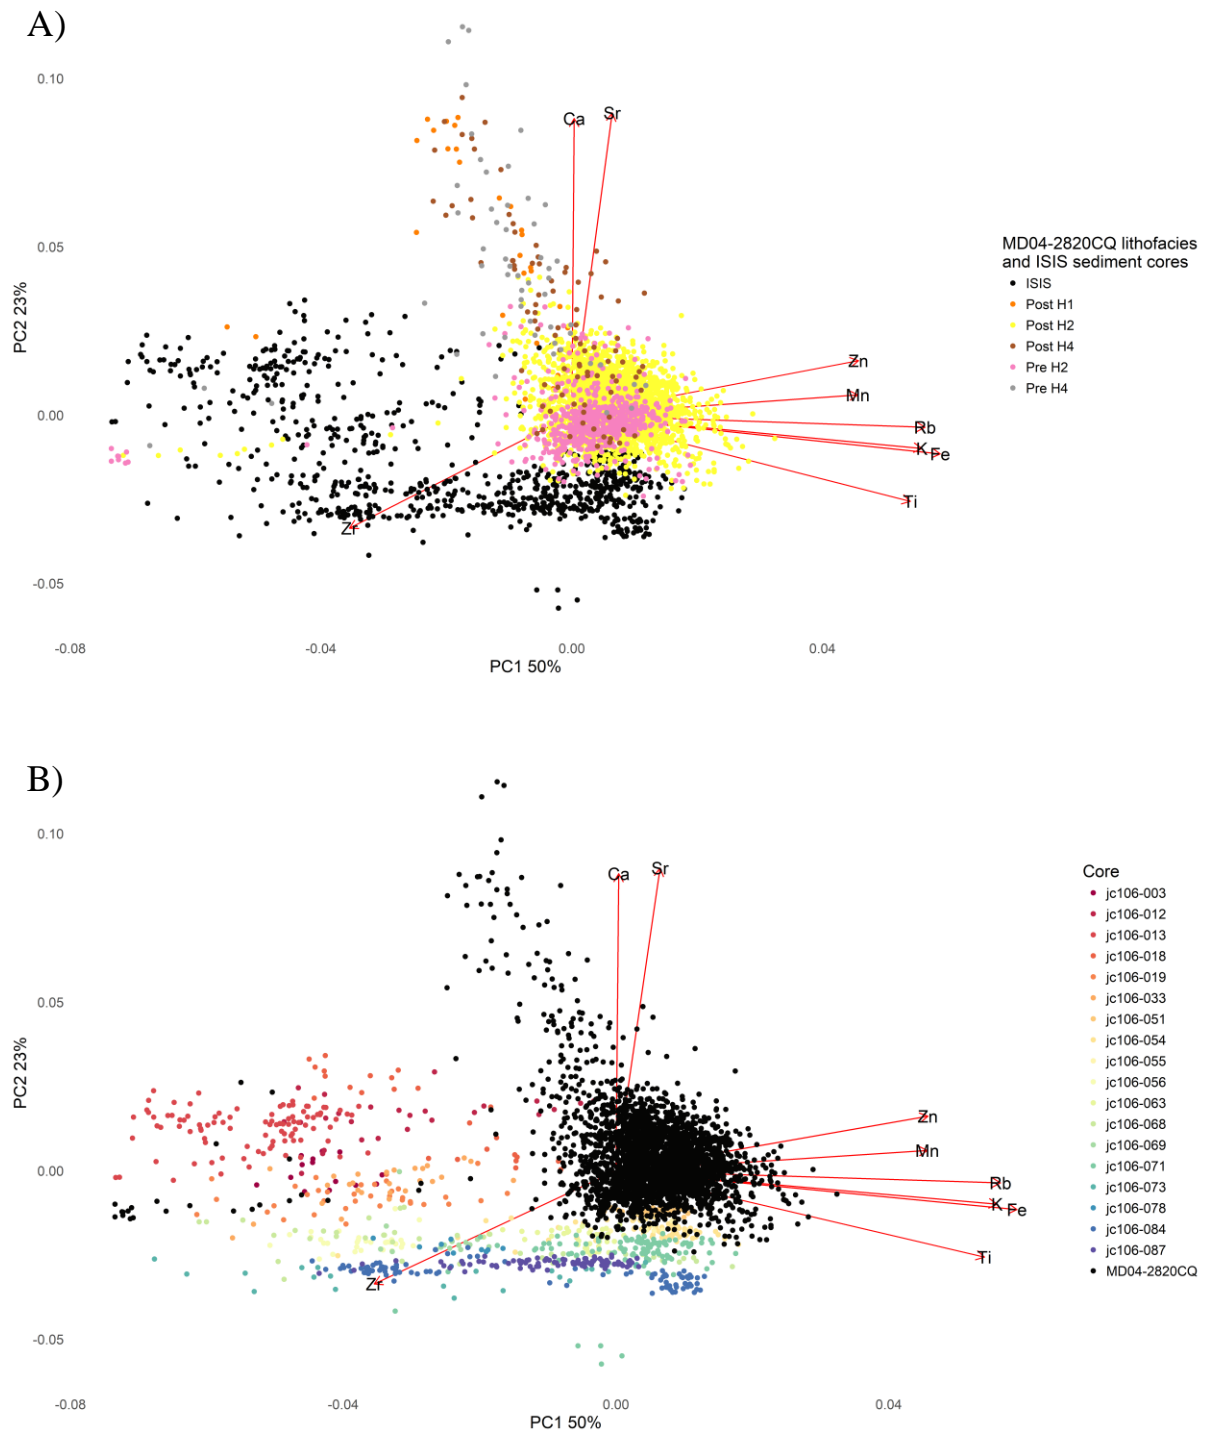 A)
0.10
0.05
0.00
-0.05
PC2 23%
Ca
Sr
Zn
Mn
Rb
K
Fe
Ti
Zr
-0.08
-0.04
0.00
0.04
PC1 50%
MD04-2820CQ lithofacies
and ISIS sediment cores
ISIS
Post H1
Post H2
Post H4
Pre H2
Pre H4
B)
0.10
0.05
0.00
-0.05
PC2 23%
Ca
Sr
Zn
Mn
Rb
K
Fe
Ti
Zr
-0.08
-0.04
0.00
0.04
PC1 50%
Core
jc106-003
jc106-012
jc106-013
jc106-018
jc106-019
jc106-033
jc106-051
jc106-054
jc106-055
jc106-056
jc106-063
jc106-068
jc106-069
jc106-071
jc106-073
jc106-078
jc106-084
jc106-087
MD04-2820CQ